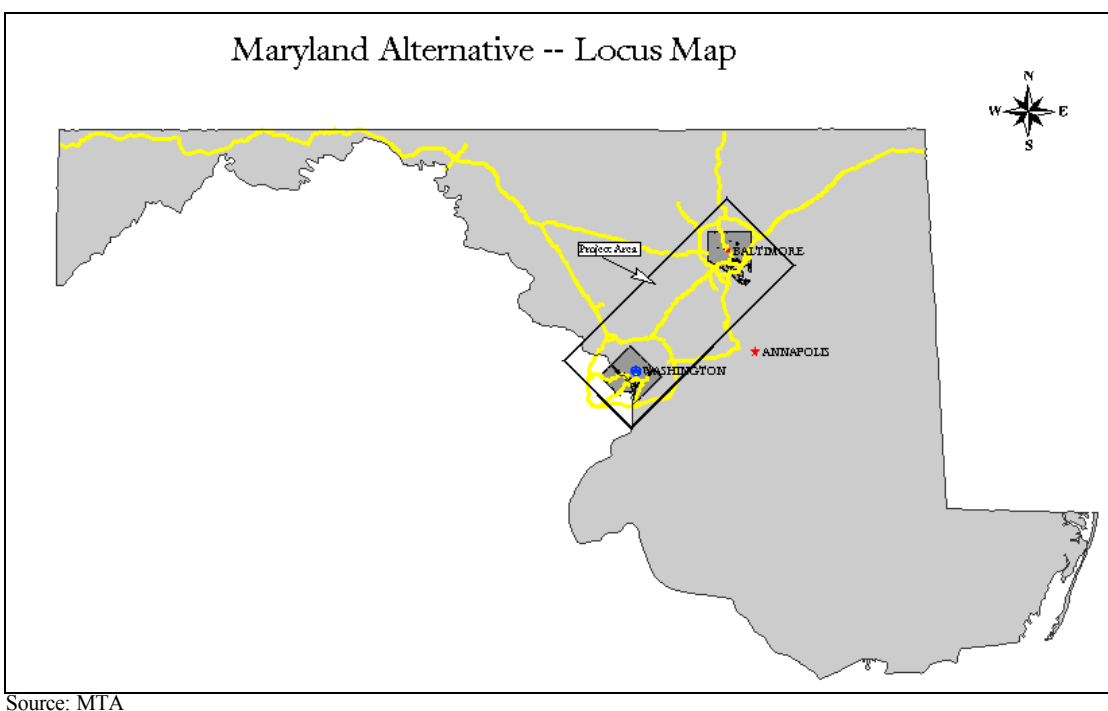 Maryland Alternative -- Locus Map
N
W E
S
Project Area
BALTIMORE
ANNAPOLIS
WASHINGTON
Source: MTA